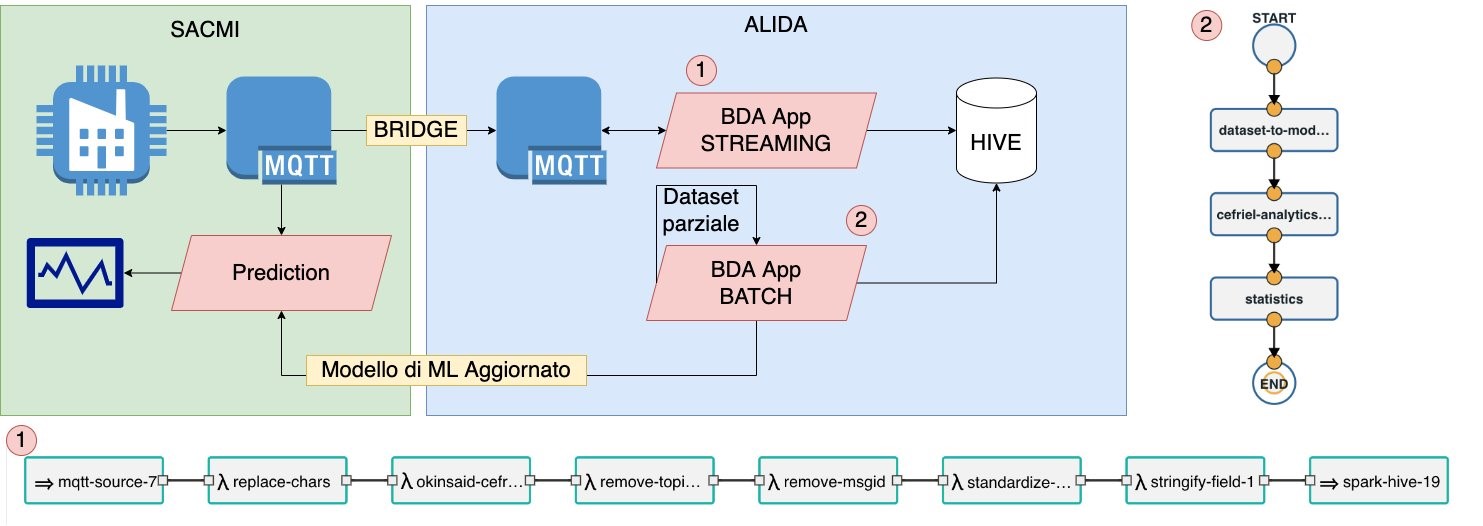 SACMI
ALIDA
2
START
1
BDA App
STREAMING
MQTT
BRIDGE
MQTT
HIVE
dataset-to-mod...
Dataset
parziale
2
cefriel-analytics...
Prediction
BDA App
BATCH
statistics
Modello di ML Aggiornato
END
1
⇒ mqtt-source-7
λ replace-chars
λ okinsaid-cefr...
λ remove-topi...
λ remove-msgid
λ standardize-...
λ stringify-field-1
⇒ spark-hive-19